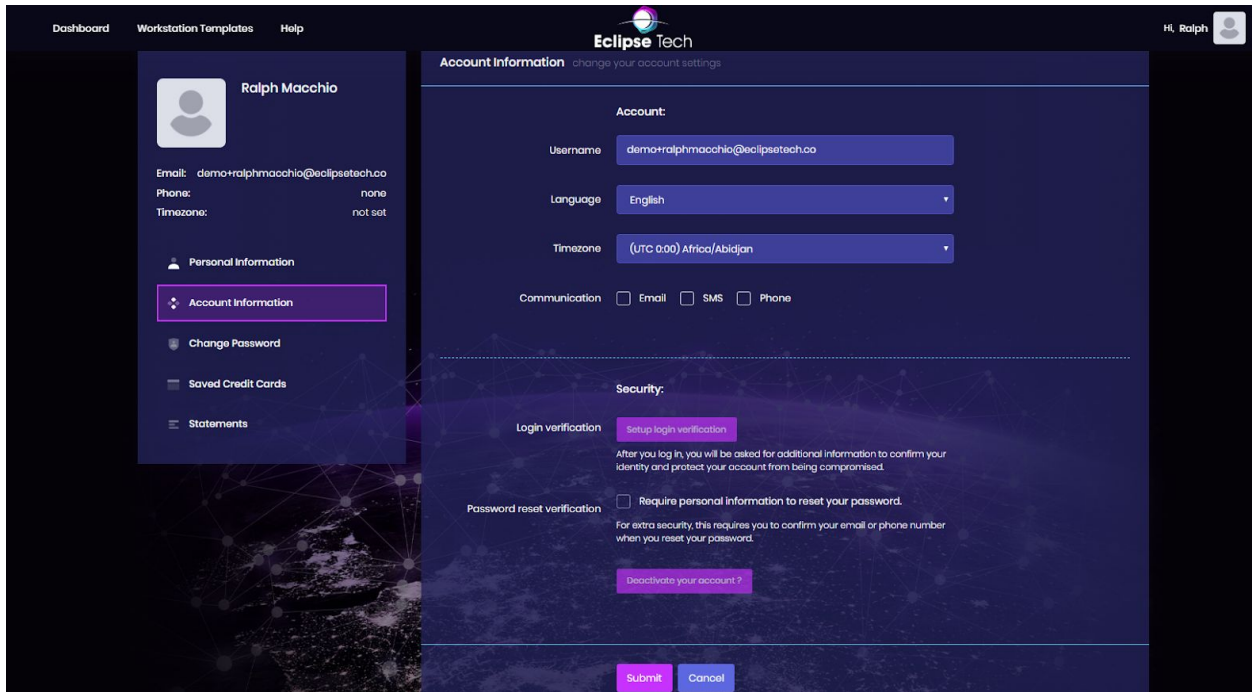 Dashboard
Workstation Templates
Help
Eclipse Tech
Hi, Ralph
Ralph Macchio
Email: demo+ralphmacchio@eclipsetech.co
Phone: none
Timezone: not set
Personal Information
Account Information
Change Password
Saved Credit Cards
Statements
Account Information change your account settings
Account:
Username demo+ralphmacchio@eclipsetech.co
Language English
Timezone (UTC 0:00) Africa/Abidjan
Communication Email SMS Phone
Security:
Login verification Setup login verification
After you log in, you will be asked for additional information to confirm your
identity and protect your account from being compromised.
Password reset verification Require personal information to reset your password.
For extra security, this requires you to confirm your email or phone number
when you reset your password.
Deactivate your account ?
Submit Cancel